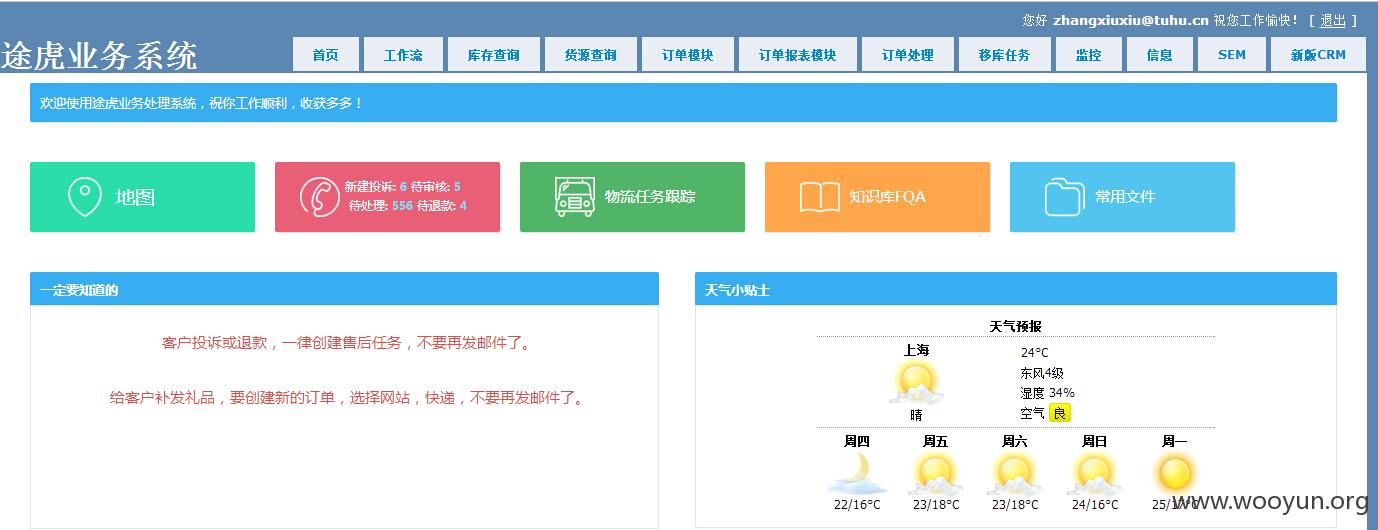 您好 zhangxiuxiu@tuhu.cn 祝您工作愉快! [ 退出 ]
途虎业务系统
首页 工作流 库存查询 货源查询 订单模块 订单报表模块 订单处理 移库任务 监控 信息 SEM 新版CRM
欢迎使用途虎业务处理系统，祝你工作顺利，收获多多！
地图
新建投诉: 6 待审核: 5
待处理: 556 待退款: 4
物流任务跟踪
知识库FQA
常用文件
一定要知道的
客户投诉或退款，一律创建售后任务，不要再发邮件了。
给客户补发礼品，要创建新的订单，选择网站，快递，不要再发邮件了。
天气小贴士
天气预报
上海
晴
24°C
东风4级
湿度 34%
空气 良
周四 周五 周六 周日 周一
22/16°C 23/18°C 23/18°C 24/16°C 25/17°C
www.wooyun.org